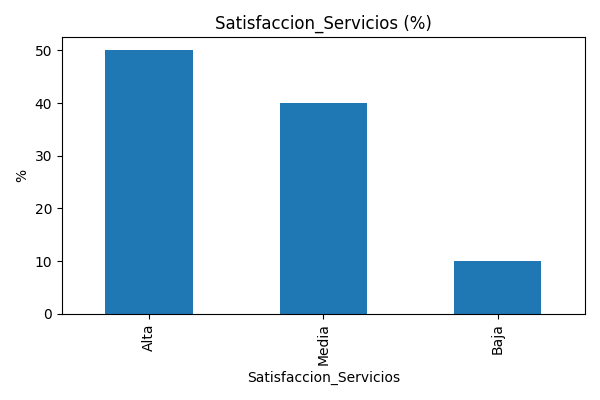 Satisfaccion_Servicios (%)
50
40
30
20
10
0
%
Alta
Media
Baja
Satisfaccion_Servicios